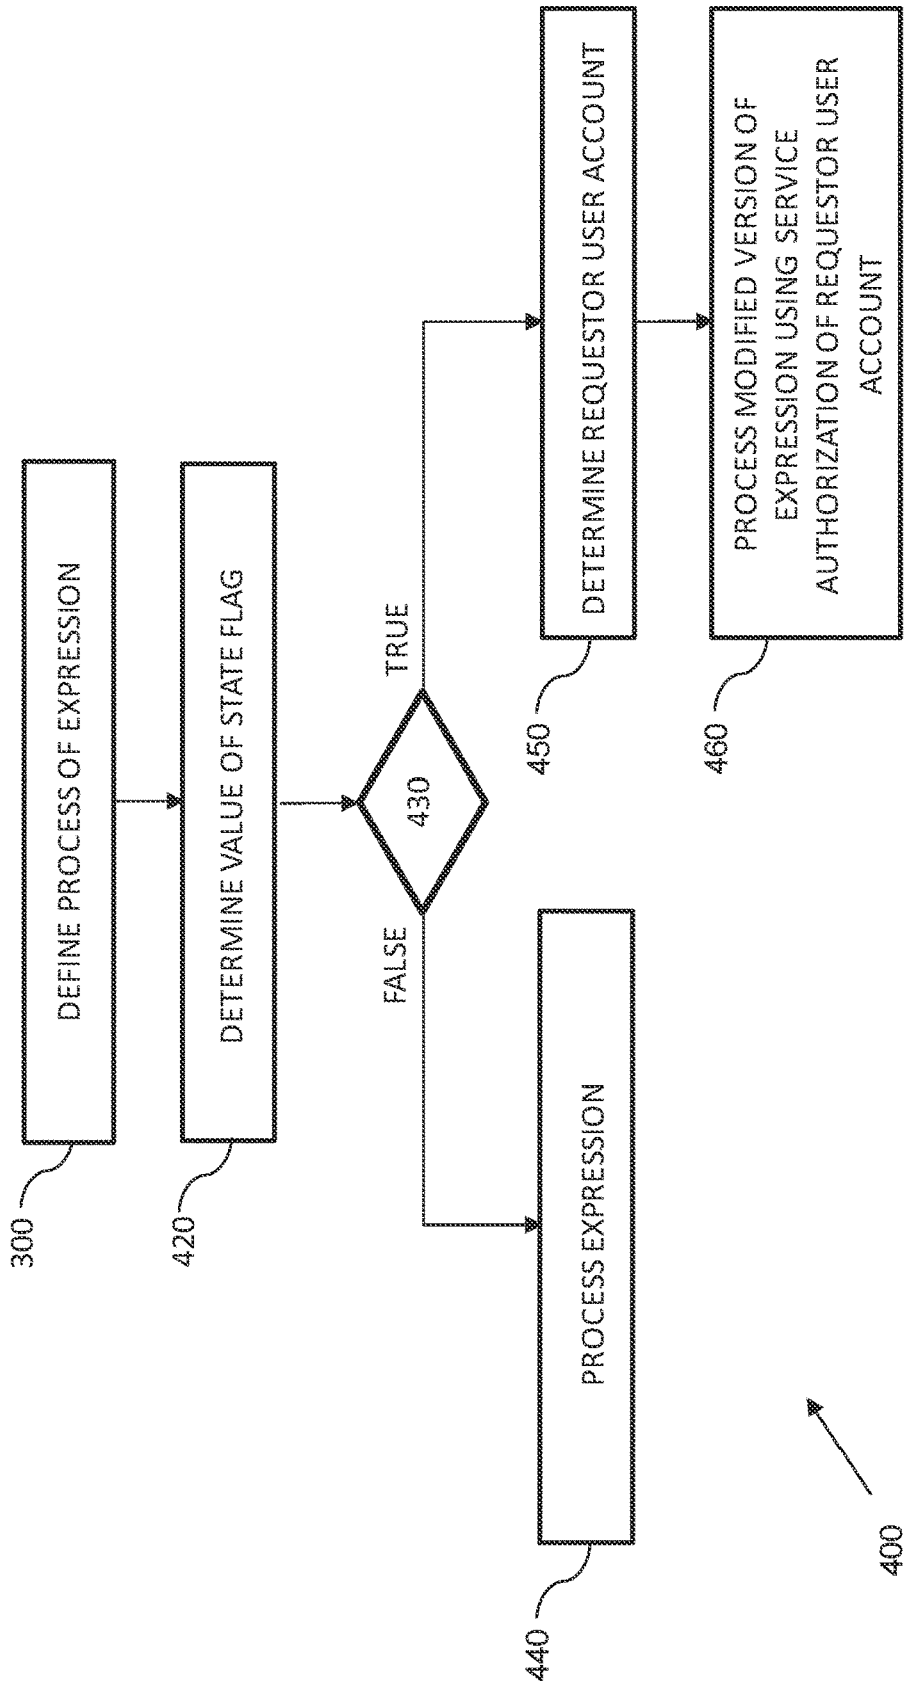 300
DEFINE PROCESS OF EXPRESSION
420
DETERMINE VALUE OF STATE FLAG
FALSE
430
TRUE
440
PROCESS EXPRESSION
450
DETERMINE REQUESTOR USER ACCOUNT
460
PROCESS MODIFIED VERSION OF
EXPRESSION USING SERVICE
AUTHORIZATION OF REQUESTOR USER
ACCOUNT
400